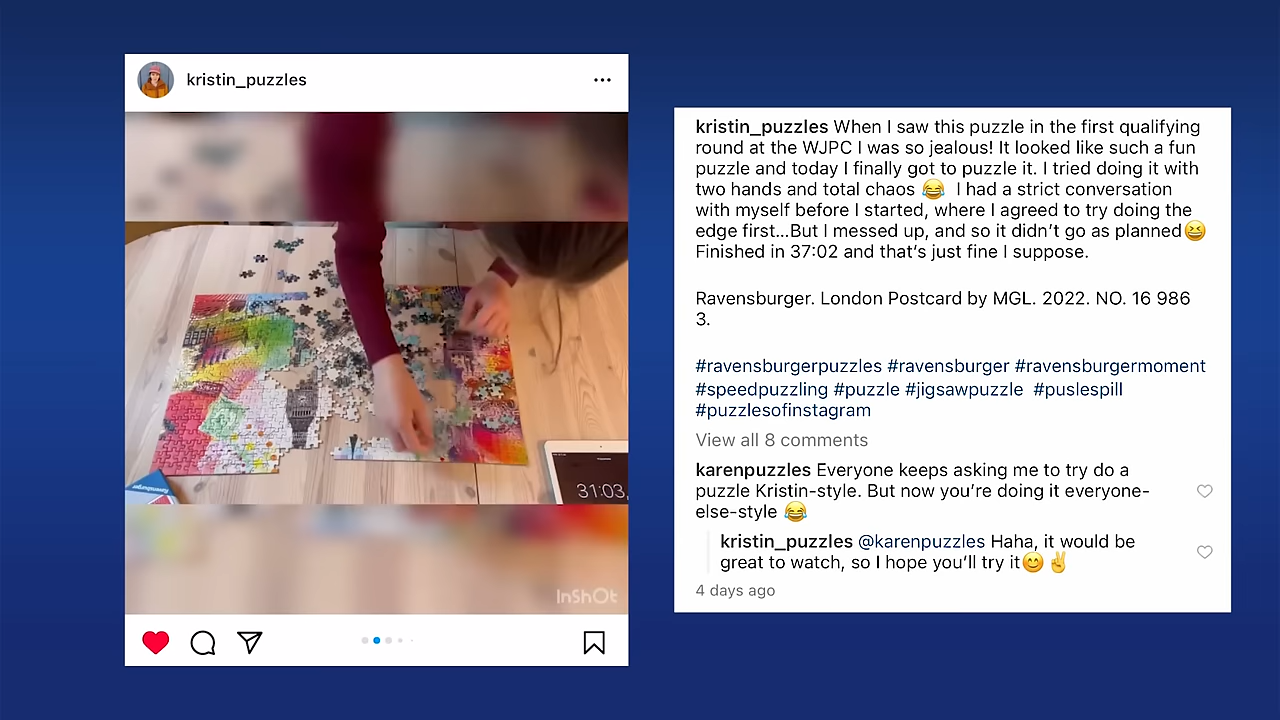 kristin_puzzles
Ravensburger
31:03
InShOt
kristin_puzzles When I saw this puzzle in the first qualifying
round at the WJPC I was so jealous! It looked like such a fun
puzzle and today I finally got to puzzle it. I tried doing it with
two hands and total chaos 😂 I had a strict conversation
with myself before I started, where I agreed to try doing the
edge first...But I messed up, and so it didn't go as planned😆
Finished in 37:02 and that's just fine I suppose.
Ravensburger. London Postcard by MGL. 2022. NO. 16 986
3.
#ravensburgerpuzzles #ravensburger #ravensburgermoment
#speedpuzzling #puzzle #jigsawpuzzle #puslespill
#puzzlesofinstagram
View all 8 comments
karenpuzzles Everyone keeps asking me to try do a
puzzle Kristin-style. But now you're doing it everyone-
else-style 😂
kristin_puzzles @karenpuzzles Haha, it would be
great to watch, so I hope you'll try it😊✌️
4 days ago